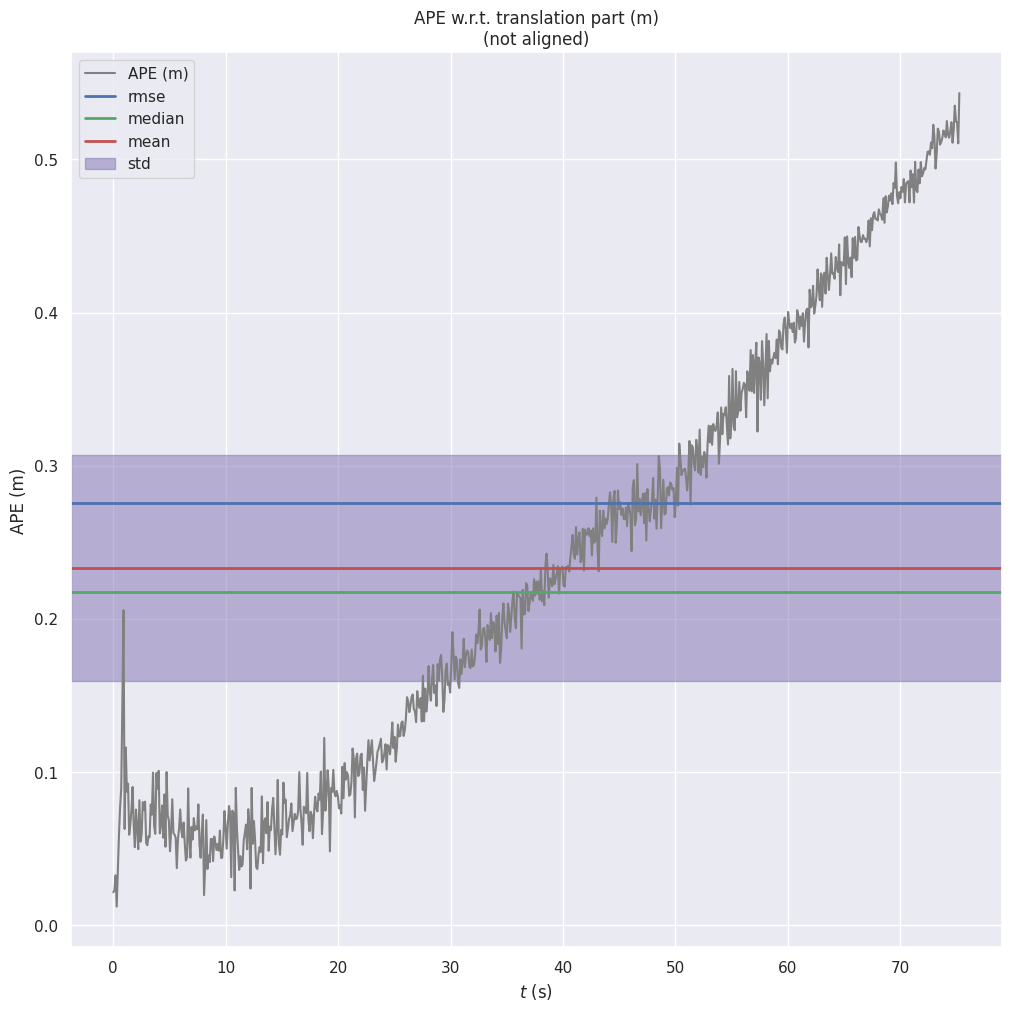 APE w.r.t. translation part (m)
(not aligned)
APE (m)
rmse
median
mean
std
APE (m)
0.5
0.4
0.3
0.2
0.1
0.0
0 10 20 30 40 50 60 70
t (s)